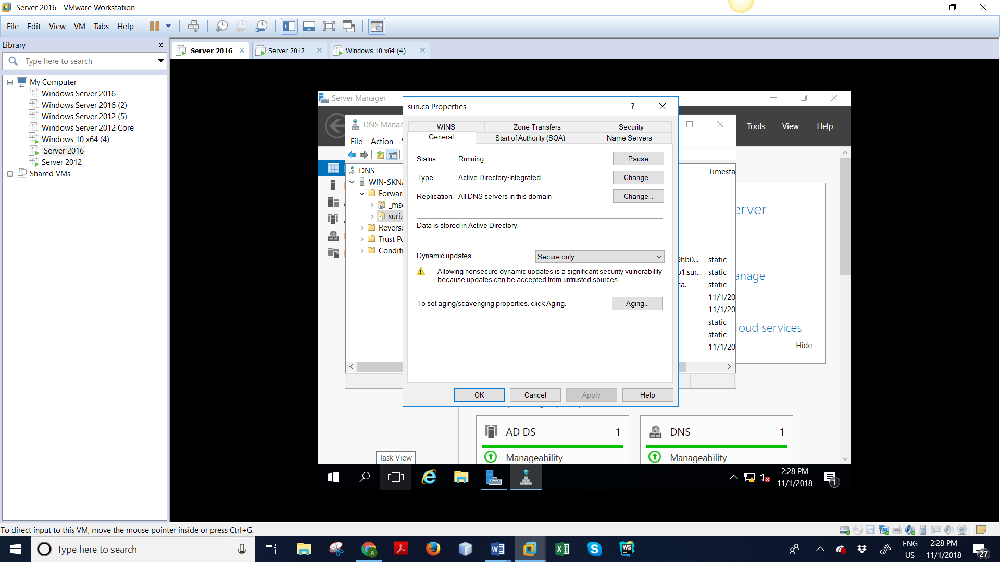 Server 2016 - VMware Workstation
File Edit View VM Tabs Help
Library
Type here to search
My Computer
Windows Server 2016
Windows Server 2016 (2)
Windows Server 2012 (5)
Windows Server 2012 Core
Windows 10 x64 (4)
Server 2016
Server 2012
Shared VMs
Server 2016
Server 2012
Windows 10 x64 (4)
Server Manager
Tools View Help
DNS Manag
File Action
DNS
WIN-SKNA
Forwar
_mso
suri.
Reverse
Trust Po
Conditi
Timesta
static
static
static
11/1/20
11/1/20
static
static
11/1/20
9hb0...
o1.sur...
ca.
erver
anage
loud services
Hide
suri.ca Properties
?
WINS Zone Transfers Security
General Start of Authority (SOA) Name Servers
Status: Running Pause
Type: Active Directory-Integrated Change...
Replication: All DNS servers in this domain Change...
Data is stored in Active Directory.
Dynamic updates: Secure only
Allowing nonsecure dynamic updates is a significant security vulnerability
because updates can be accepted from untrusted sources.
To set aging/scavenging properties, click Aging. Aging...
OK Cancel Apply Help
AD DS 1
Manageability
DNS 1
Manageability
Task View
2:28 PM
11/1/2018
1
To direct input to this VM, move the mouse pointer inside or press Ctrl+G.
Type here to search
ENG
US
2:28 PM
11/1/2018
27